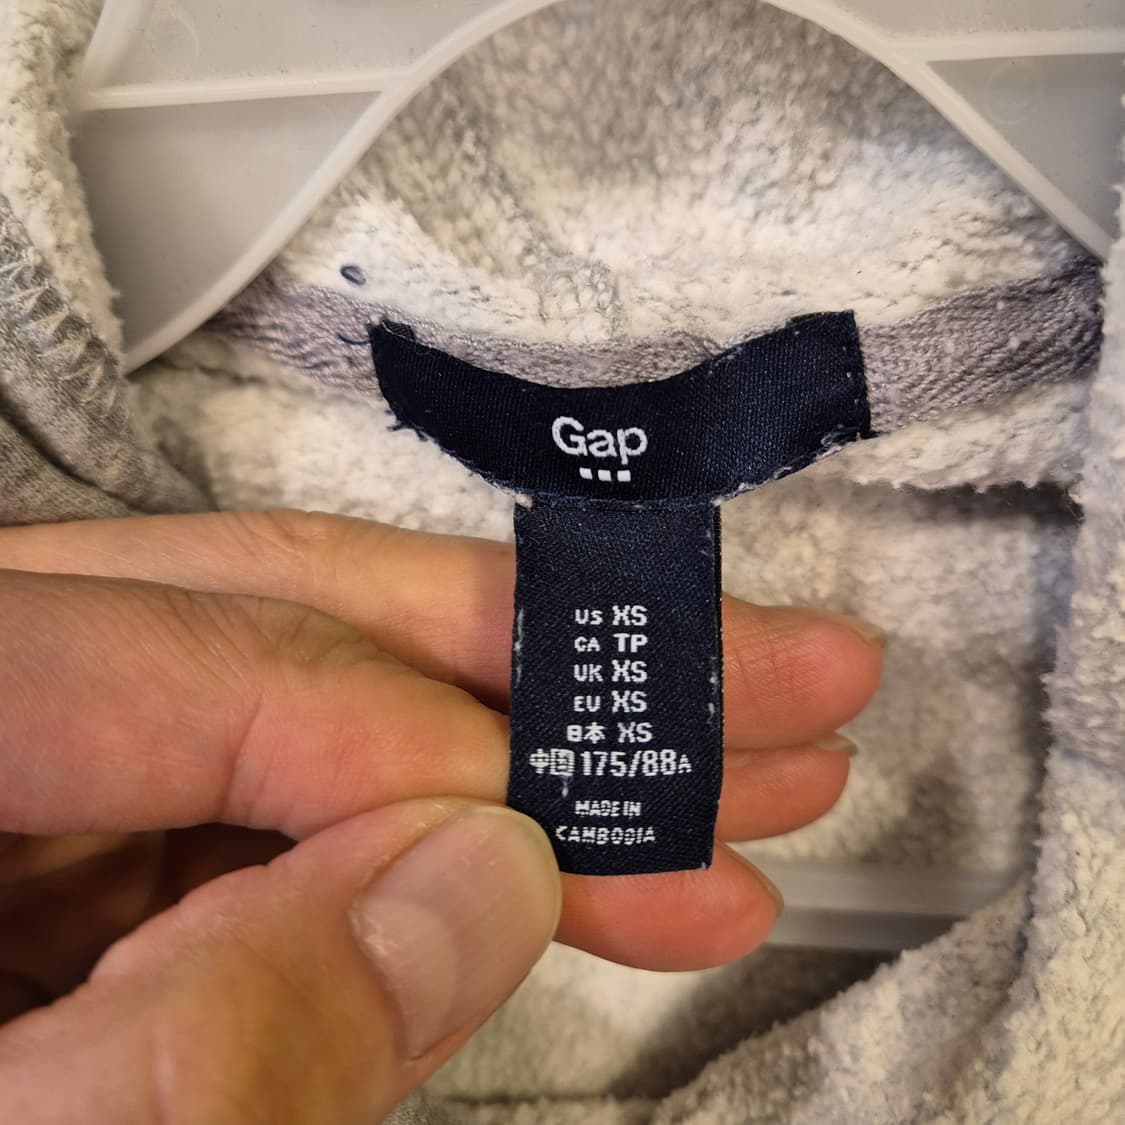 Gap
US XS
CA TP
UK XS
EU XS
日本 XS
中国 175/88A
MADE IN
CAMBODIA